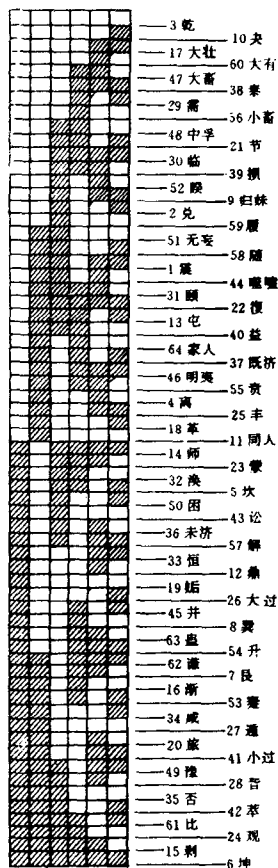 3 乾
10 夬
17 大壮
60 大有
47 大畜
38 泰
29 需
56 小畜
48 中孚
21 节
30 临
39 损
52 睽
9 归妹
2 兑
59 履
51 无妄
58 随
1 震
44 噬嗑
31 颐
22 復
13 屯
40 益
64 家人
37 既济
46 明夷
55 贲
4 离
25 丰
18 革
11 同人
14 师
23 蒙
32 涣
5 坎
50 困
43 讼
36 未济
57 解
33 恒
12 鼎
19 姤
26 大过
45 井
8 巽
63 蛊
54 升
62 谦
7 艮
16 渐
53 蹇
34 咸
27 遁
20 旅
41 小过
49 豫
28 晋
35 否
42 萃
61 比
24 观
15 剥
6 坤